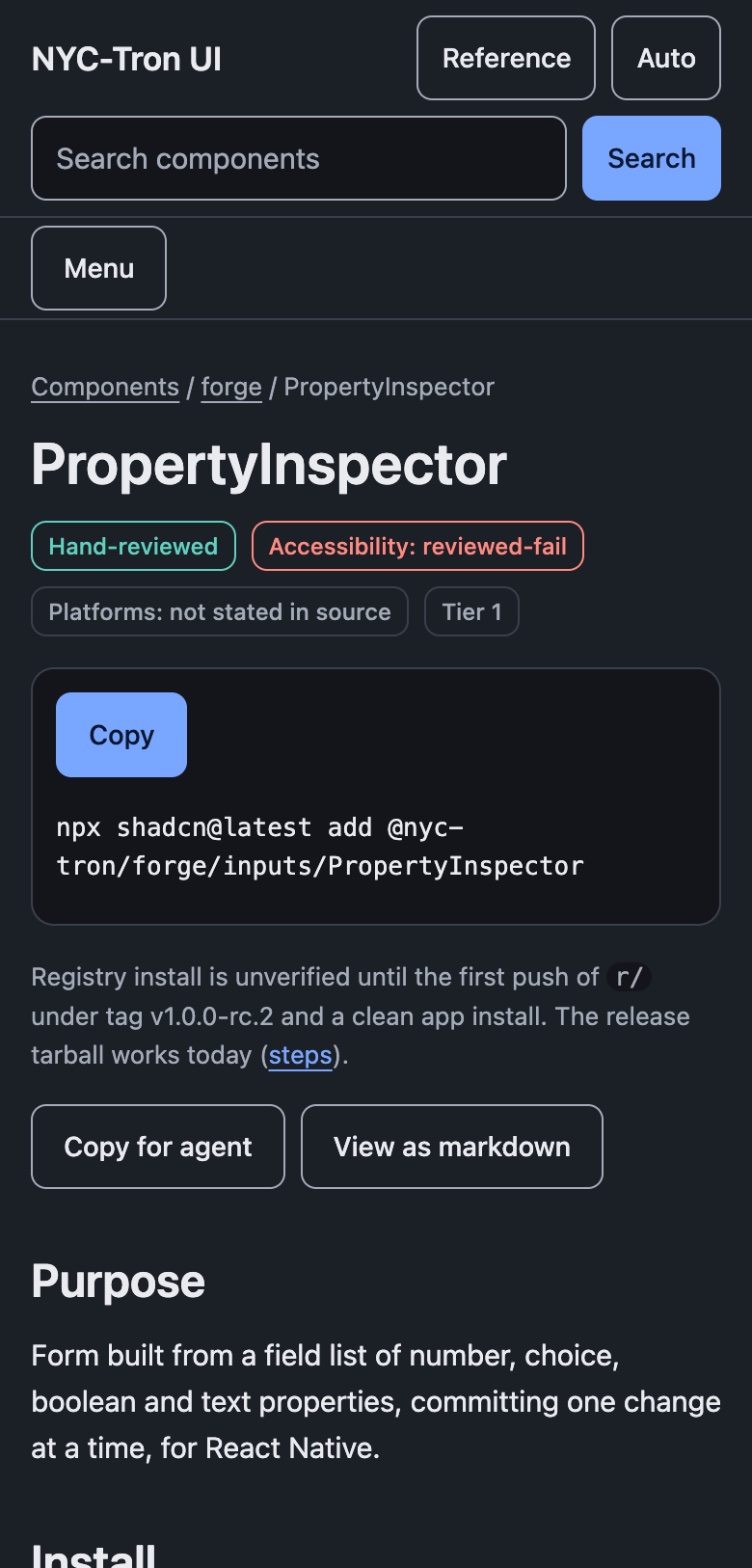 NYC-Tron UI
Reference
Auto
Search components
Search
Menu
Components / forge / PropertyInspector
PropertyInspector
Hand-reviewed
Accessibility: reviewed-fail
Platforms: not stated in source
Tier 1
Copy
npx shadcn@latest add @nyc-
tron/forge/inputs/PropertyInspector
Registry install is unverified until the first push of r/
under tag v1.0.0-rc.2 and a clean app install. The release
tarball works today (steps).
Copy for agent
View as markdown
Purpose
Form built from a field list of number, choice,
boolean and text properties, committing one change
at a time, for React Native.
Install